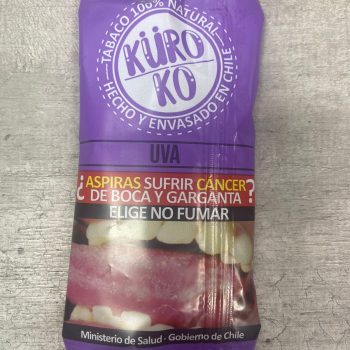 TABACO 100% NATURAL
KÜRO
KO
HECHO Y ENVASADO EN CHILE
UVA
¿ASPIRAS SUFRIR CÁNCER
DE BOCA Y GARGANTA?
ELIGE NO FUMAR
Ministerio de Salud - Gobierno de Chile